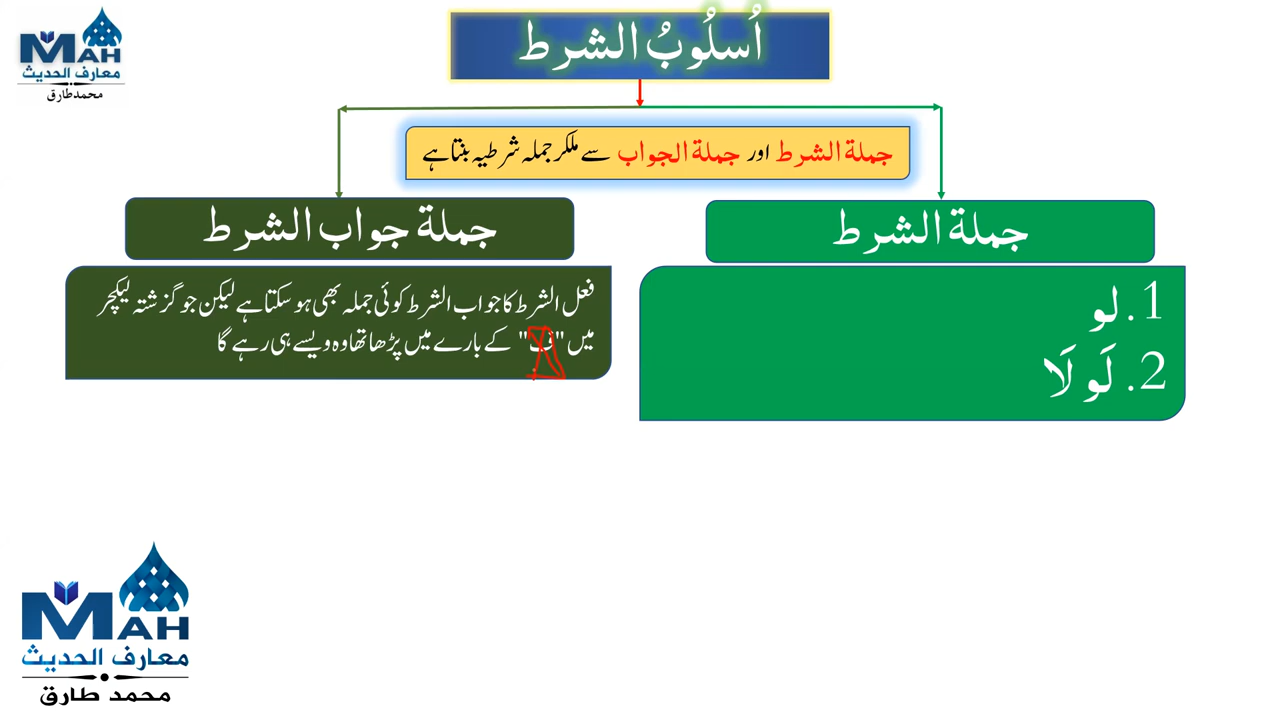 MAH
معارف الحدیث
محمد طارق
اُسلُوبُ الشرط
جملة الشرط اور جملة الجواب سے ملکر جملہ شرطیہ بنتا ہے
جملة الشرط
1. لو
2. لَو لَا
جملة جواب الشرط
فعل الشرط کا جواب الشرط کوئی جملہ بھی ہو سکتا ہے لیکن جو گزشتہ لیکچر
میں "ف" کے بارے میں پڑھا تھا وہ ویسے ہی رہے گا
MAH
معارف الحدیث
محمد طارق